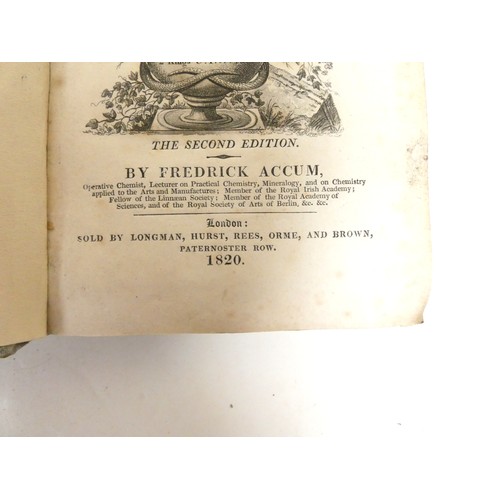 THE SECOND EDITION.
BY FREDRICK ACCUM,
Operative Chemist, Lecturer on Practical Chemistry, Mineralogy, and on Chemistry
applied to the Arts and Manufactures; Member of the Royal Irish Academy;
Fellow of the Linnæan Society; Member of the Royal Academy of
Sciences, and of the Royal Society of Arts of Berlin, &c. &c.
London:
SOLD BY LONGMAN, HURST, REES, ORME, AND BROWN,
PATERNOSTER ROW.
1820.